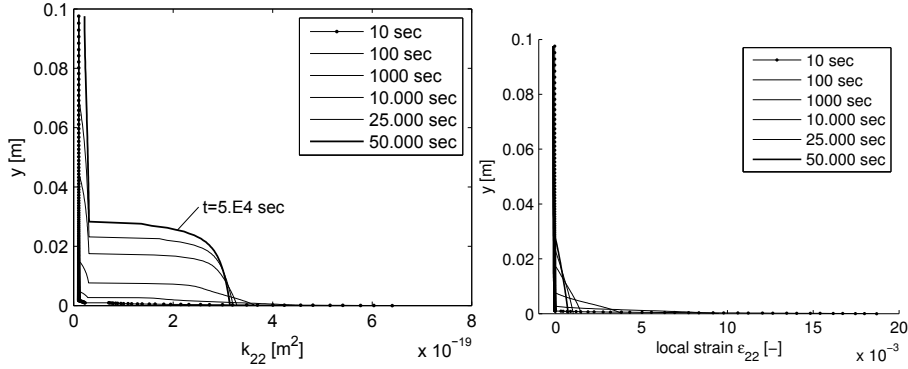 0.1
0.08
0.06
0.04
0.02
0
y [m]
10 sec
100 sec
1000 sec
10.000 sec
25.000 sec
50.000 sec
t=5.E4 sec
0 2 4 6 8
x 10⁻¹⁹
k₂₂ [m²]
0.1
0.08
0.06
0.04
0.02
0
y [m]
10 sec
100 sec
1000 sec
10.000 sec
25.000 sec
50.000 sec
0 5 10 15 20
x 10⁻³
local strain ε₂₂ [–]